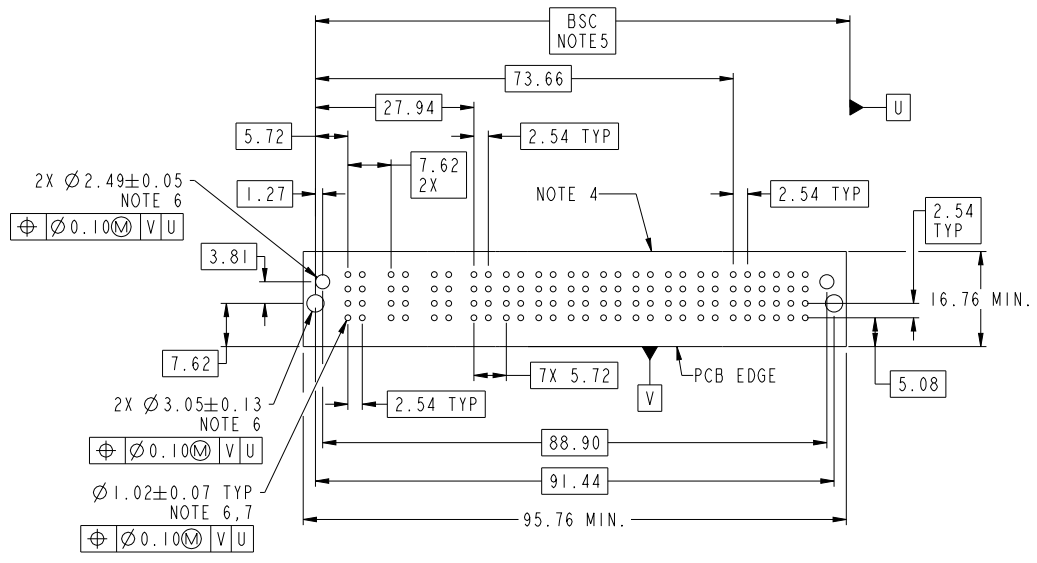 BSC
NOTE5
73.66
27.94
U
5.72
2.54 TYP
7.62
2X
2X Ø2.49±0.05
NOTE 6
1.27
NOTE 4
2.54 TYP
2.54
TYP
⌖ Ø0.10Ⓜ V U
3.81
16.76 MIN.
7.62
7X 5.72
PCB EDGE
5.08
V
2X Ø3.05±0.13
NOTE 6
2.54 TYP
⌖ Ø0.10Ⓜ V U
88.90
Ø1.02±0.07 TYP
NOTE 6,7
91.44
⌖ Ø0.10Ⓜ V U
95.76 MIN.